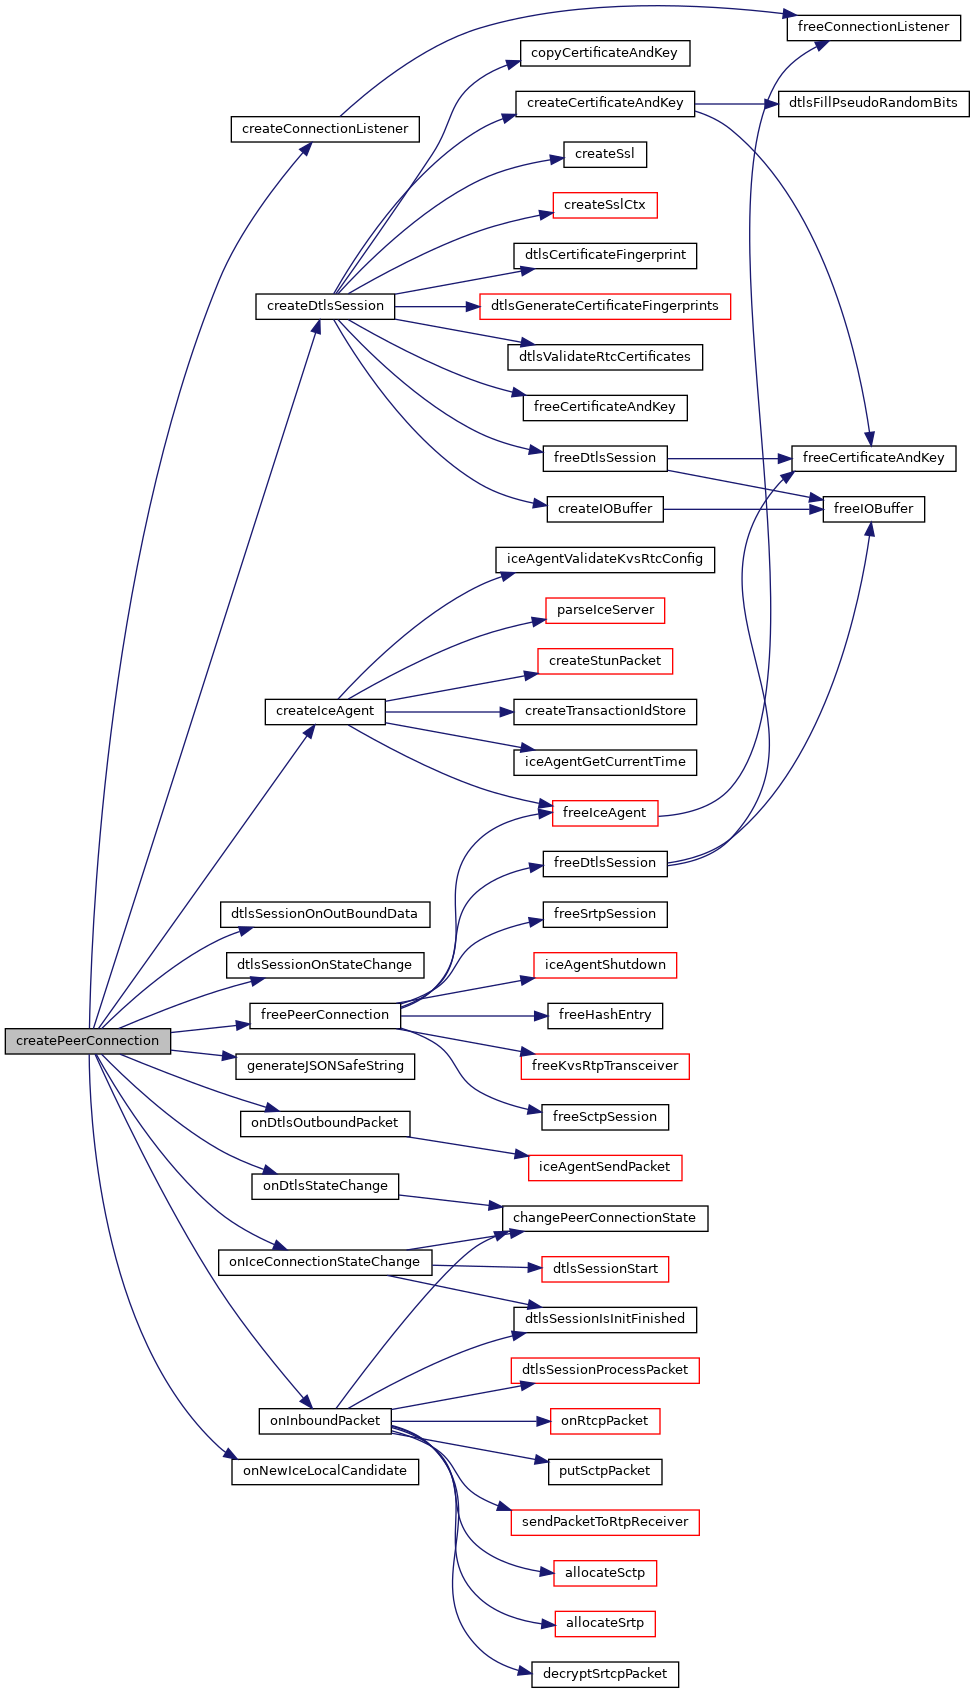 freeConnectionListener
copyCertificateAndKey
createCertificateAndKey
dtlsFillPseudoRandomBits
createConnectionListener
createSsl
createSslCtx
dtlsCertificateFingerprint
createDtlsSession
dtlsGenerateCertificateFingerprints
dtlsValidateRtcCertificates
freeCertificateAndKey
freeDtlsSession
freeCertificateAndKey
createIOBuffer
freeIOBuffer
iceAgentValidateKvsRtcConfig
parseIceServer
createStunPacket
createIceAgent
createTransactionIdStore
iceAgentGetCurrentTime
freeIceAgent
freeDtlsSession
dtlsSessionOnOutBoundData
freeSrtpSession
dtlsSessionOnStateChange
iceAgentShutdown
freePeerConnection
freeHashEntry
createPeerConnection
generateJSONSafeString
freeKvsRtpTransceiver
onDtlsOutboundPacket
freeSctpSession
iceAgentSendPacket
onDtlsStateChange
changePeerConnectionState
onIceConnectionStateChange
dtlsSessionStart
dtlsSessionIsInitFinished
dtlsSessionProcessPacket
onInboundPacket
onRtcpPacket
onNewIceLocalCandidate
putSctpPacket
sendPacketToRtpReceiver
allocateSctp
allocateSrtp
decryptSrtcpPacket